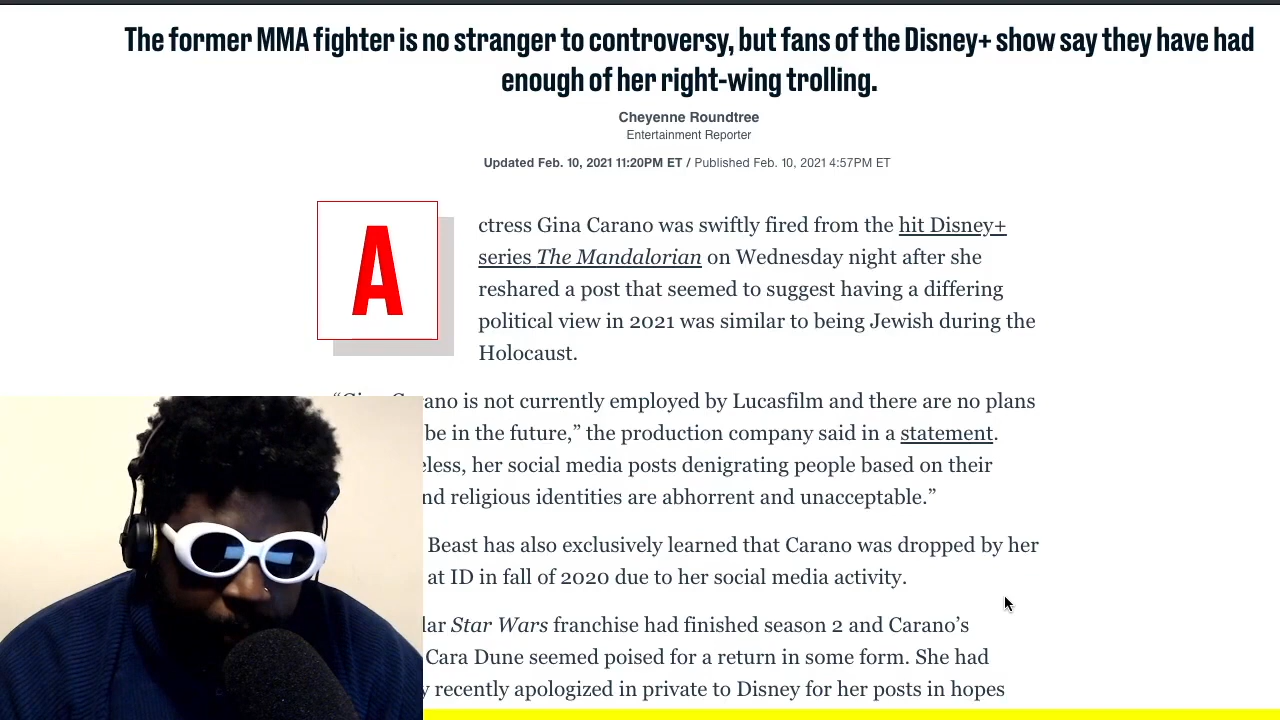 The former MMA fighter is no stranger to controversy, but fans of the Disney+ show say they have had
enough of her right-wing trolling.
Cheyenne Roundtree
Entertainment Reporter
Updated Feb. 10, 2021 11:20PM ET / Published Feb. 10, 2021 4:57PM ET
Actress Gina Carano was swiftly fired from the hit Disney+
series The Mandalorian on Wednesday night after she
reshared a post that seemed to suggest having a differing
political view in 2021 was similar to being Jewish during the
Holocaust.
is not currently employed by Lucasfilm and there are no plans
be in the future,” the production company said in a statement.
her social media posts denigrating people based on their
religious identities are abhorrent and unacceptable.”
Beast has also exclusively learned that Carano was dropped by her
at ID in fall of 2020 due to her social media activity.
Star Wars franchise had finished season 2 and Carano’s
Cara Dune seemed poised for a return in some form. She had
recently apologized in private to Disney for her posts in hopes